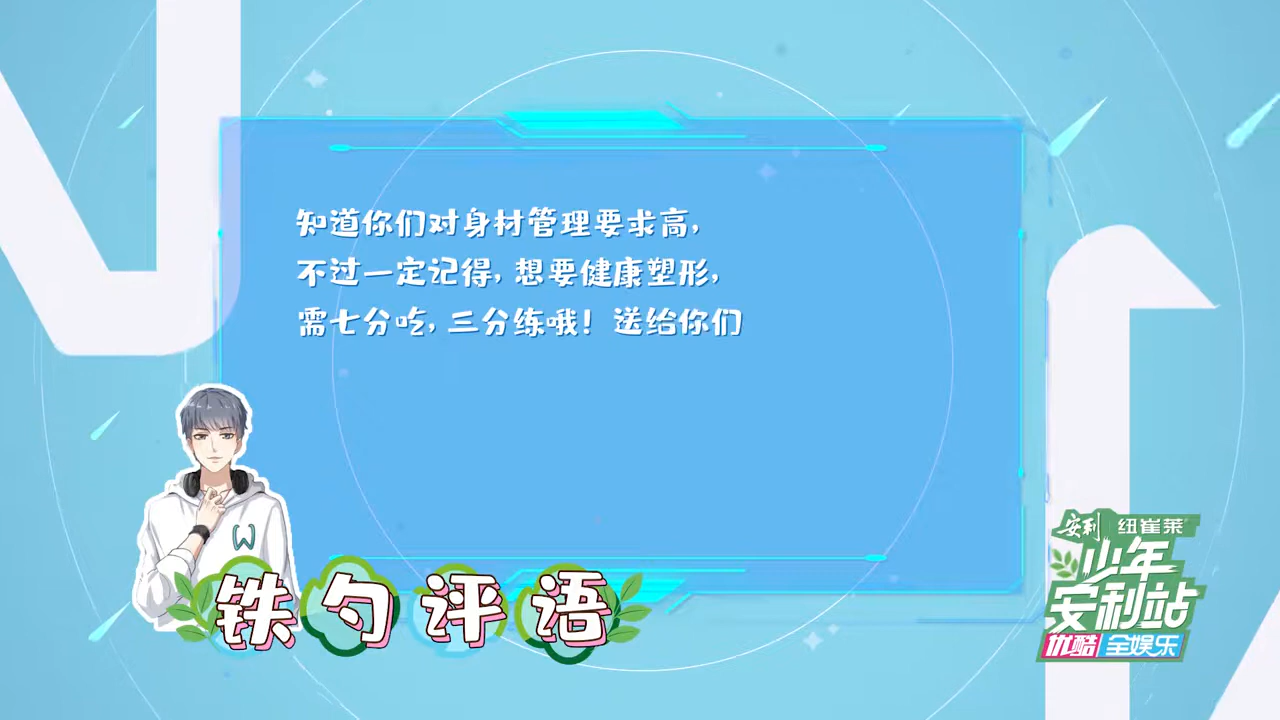 知道你们对身材管理要求高，
不过一定记得，想要健康塑形，
需七分吃，三分练哦！送给你们
W
铁勺评语
安利 纽崔莱
少年
安利站
优酷 全娱乐